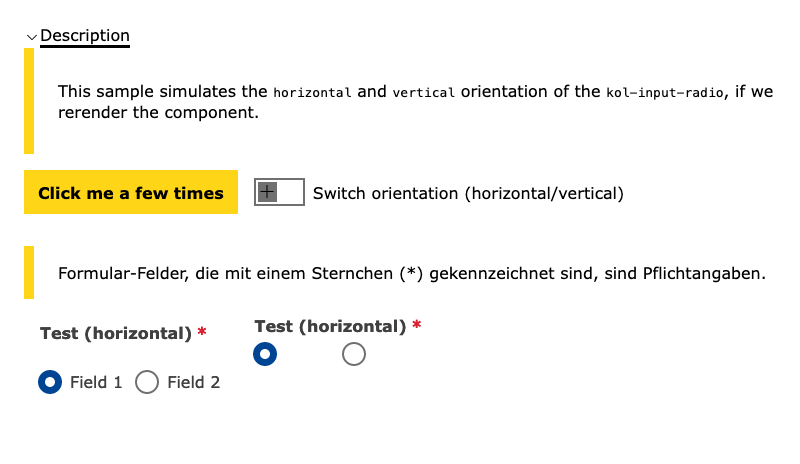 Description
This sample simulates the horizontal and vertical orientation of the kol-input-radio, if we
rerender the component.
Click me a few times
Switch orientation (horizontal/vertical)
Formular-Felder, die mit einem Sternchen (*) gekennzeichnet sind, sind Pflichtangaben.
Test (horizontal) *
Field 1
Field 2
Test (horizontal) *